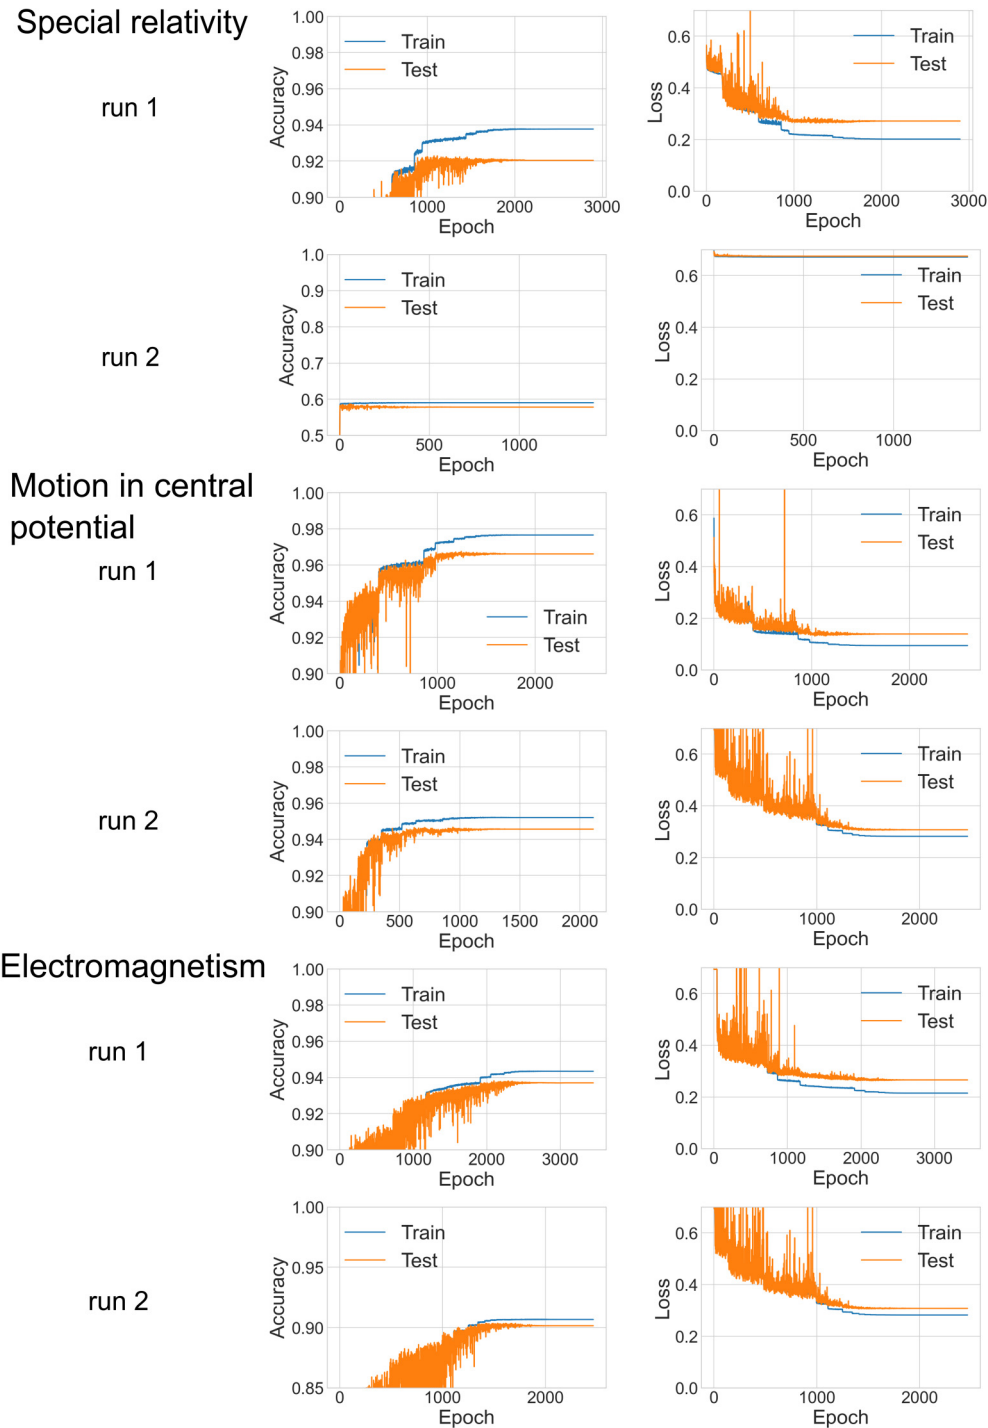 Special relativity
run 1
1.00
0.98
0.96
0.94
0.92
0.90
Accuracy
Train
Test
0 1000 2000 3000
Epoch
0.6
0.4
0.2
0.0
Loss
Train
Test
0 1000 2000 3000
Epoch
run 2
1.0
0.9
0.8
0.7
0.6
0.5
Accuracy
Train
Test
0 500 1000
Epoch
0.6
0.4
0.2
0.0
Loss
Train
Test
0 500 1000
Epoch
Motion in central
potential
run 1
1.00
0.98
0.96
0.94
0.92
0.90
Accuracy
Train
Test
0 1000 2000
Epoch
0.6
0.4
0.2
0.0
Loss
Train
Test
0 1000 2000
Epoch
run 2
1.00
0.98
0.96
0.94
0.92
0.90
Accuracy
Train
Test
0 500 1000 1500 2000
Epoch
0.6
0.4
0.2
0.0
Loss
Train
Test
0 1000 2000
Epoch
Electromagnetism
run 1
1.00
0.98
0.96
0.94
0.92
0.90
Accuracy
Train
Test
0 1000 2000 3000
Epoch
0.6
0.4
0.2
0.0
Loss
Train
Test
0 1000 2000 3000
Epoch
run 2
1.00
0.95
0.90
0.85
Accuracy
Train
Test
0 1000 2000
Epoch
0.6
0.4
0.2
0.0
Loss
Train
Test
0 1000 2000
Epoch